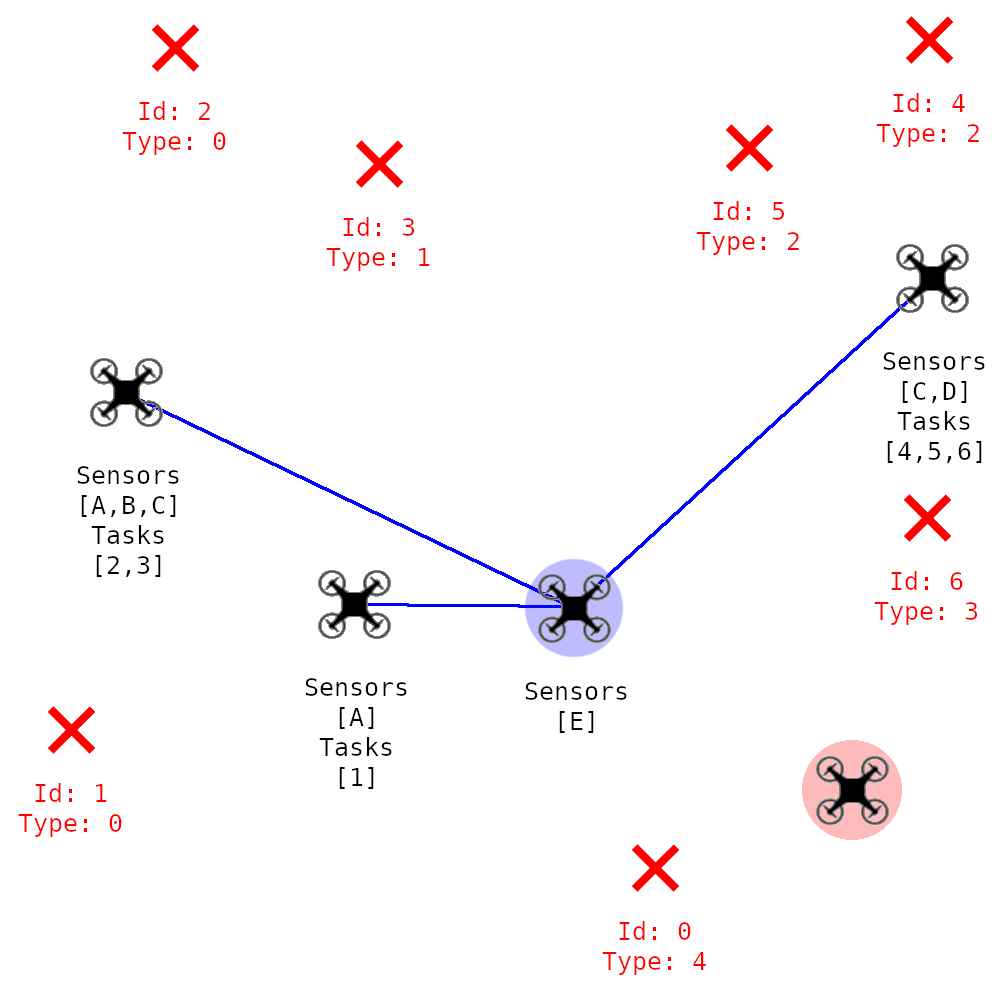 Id: 2
Type: 0
Id: 3
Type: 1
Id: 5
Type: 2
Id: 4
Type: 2
Sensors
[C,D]
Tasks
[4,5,6]
Sensors
[A,B,C]
Tasks
[2,3]
Id: 6
Type: 3
Sensors
[A]
Tasks
[1]
Sensors
[E]
Id: 1
Type: 0
Id: 0
Type: 4